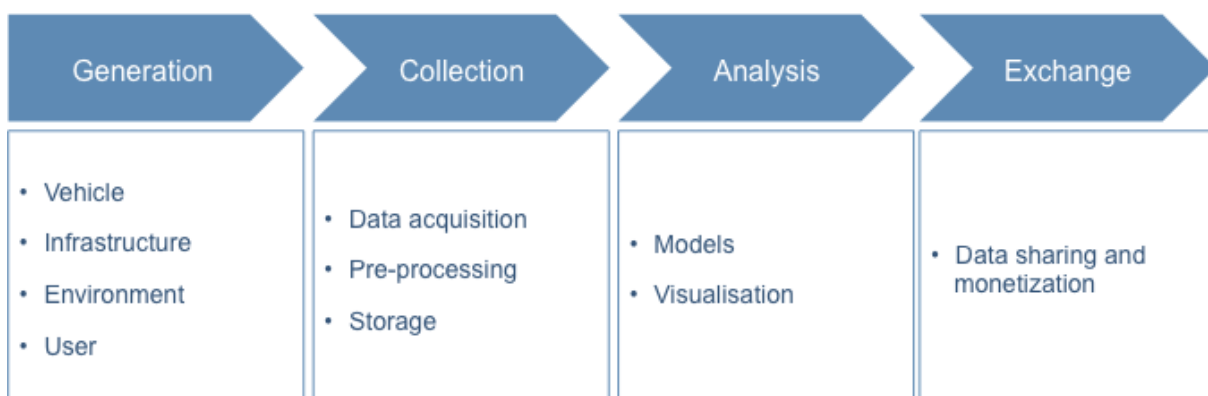 Generation
Collection
Analysis
Exchange
• Vehicle
• Infrastructure
• Environment
• User
• Data acquisition
• Pre-processing
• Storage
• Models
• Visualisation
• Data sharing and
monetization